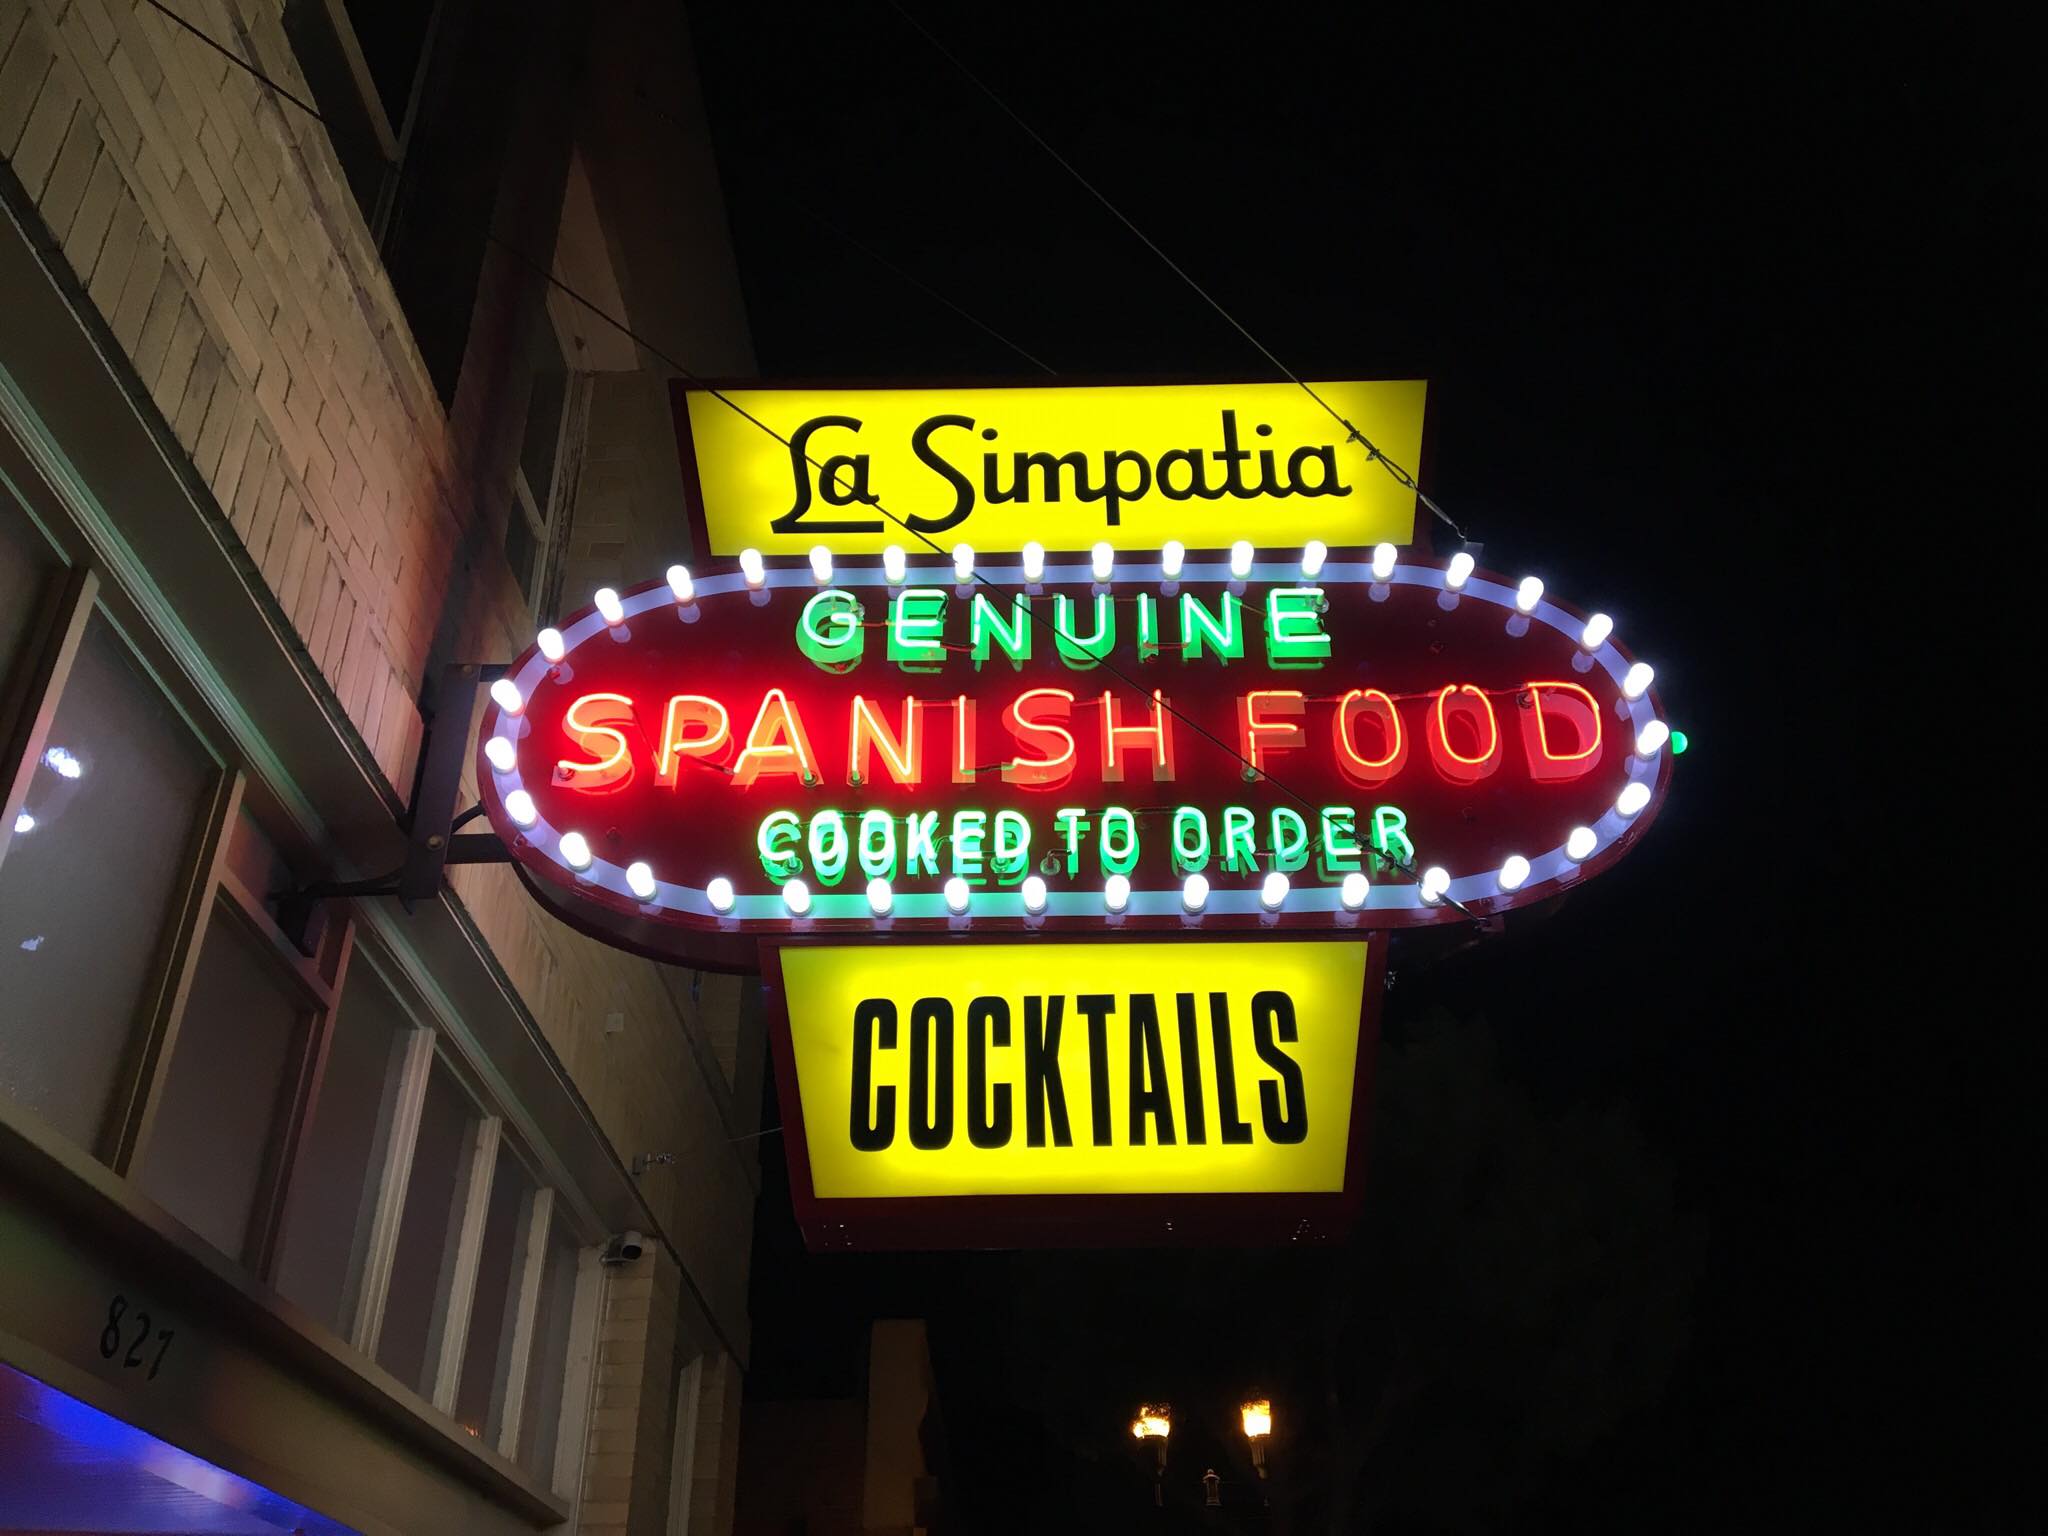 La Simpatia
GENUINE
SPANISH FOOD
COOKED TO ORDER
COCKTAILS
827